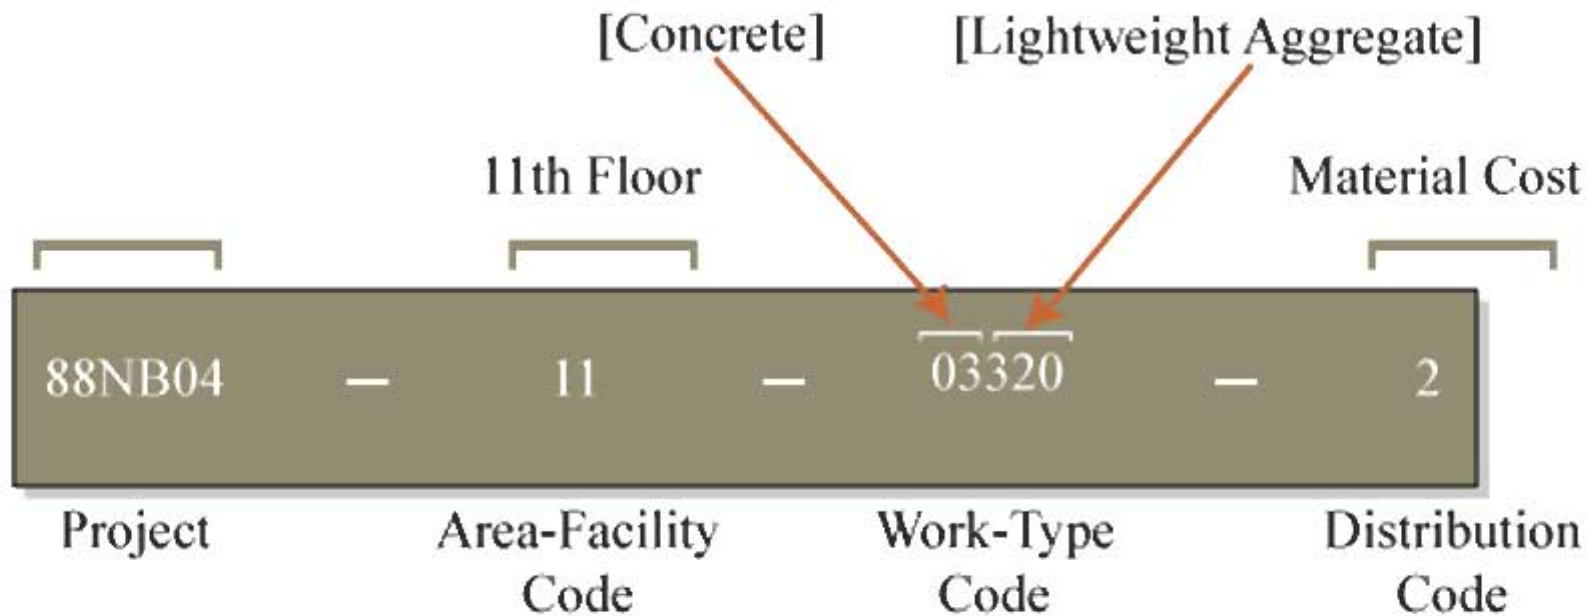 [Concrete] [Lightweight Aggregate]
11th Floor Material Cost
88NB04 — 11 — 03320 — 2
Project Area-Facility Code Work-Type Code Distribution Code